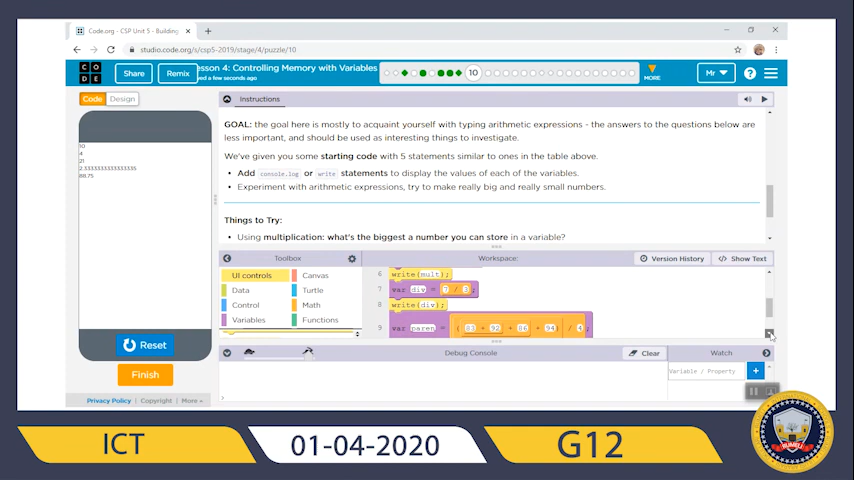 Code.org - CSP Unit 5 - Building
studio.code.org/s/csp5-2019/stage/4/puzzle/10
CODE
Share
Remix
esson 4: Controlling Memory with Variables
ed a few seconds ago
10
MORE
Mr
Code
Design
Instructions
10
4
21
2.3333333333333335
88.75
GOAL: the goal here is mostly to acquaint yourself with typing arithmetic expressions - the answers to the questions below are
less important, and should be used as interesting things to investigate.
We've given you some starting code with 5 statements similar to ones in the table above.
• Add console.log or write statements to display the values of each of the variables.
• Experiment with arithmetic expressions, try to make really big and really small numbers.
Things to Try:
• Using multiplication: what's the biggest a number you can store in a variable?
Toolbox
Workspace:
Version History
Show Text
UI controls
Canvas
Data
Turtle
Control
Math
Variables
Functions
6 write(mult);
7 var div = 7 / 3;
8 write(div);
9 var paren = ( 83 + 92 + 86 + 94 ) / 4;
Reset
Finish
Debug Console
Clear
Watch
Variable / Property
+
Privacy Policy | Copyright | More
ICT
01-04-2020
G12